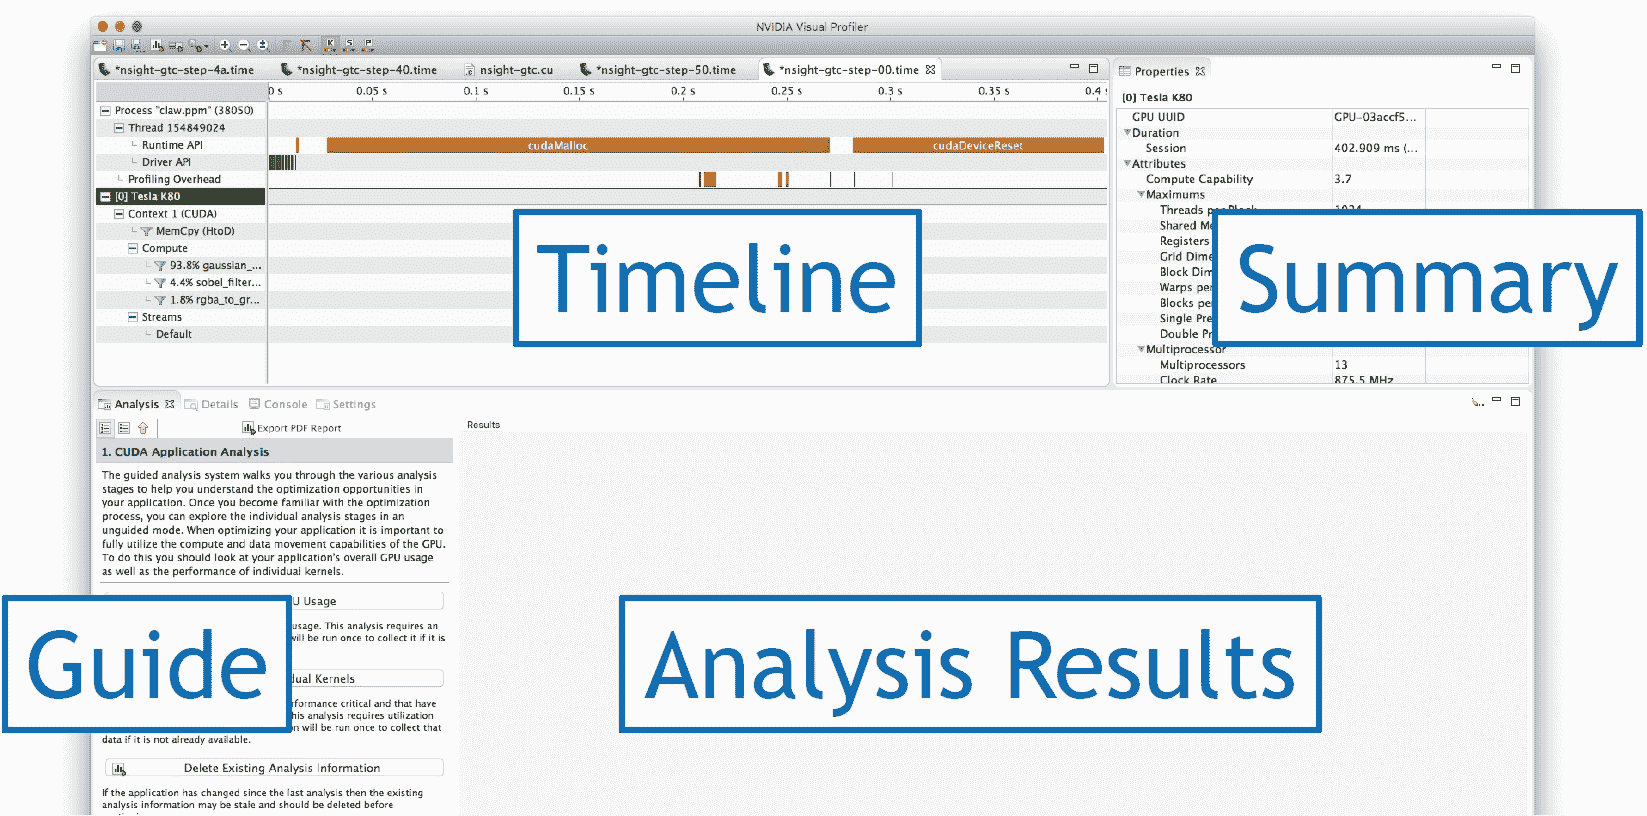 NVIDIA Visual Profiler
*nsight-gtc-step-4a.time
*nsight-gtc-step-40.time
nsight-gtc.cu
*nsight-gtc-step-50.time
*nsight-gtc-step-00.time
Properties
0 s
0.05 s
0.1 s
0.15 s
0.2 s
0.25 s
0.3 s
0.35 s
0.4
Process "claw.ppm" (38050)
Thread 154849024
Runtime API
cudaMalloc
cudaDeviceReset
Driver API
Profiling Overhead
[0] Tesla K80
Context 1 (CUDA)
MemCpy (HtoD)
Compute
93.8% gaussian_...
4.4% sobel_filter...
1.8% rgba_to_gr...
Streams
Default
Timeline
[0] Tesla K80
GPU UUID
GPU-03accf5...
Duration
Session
402.909 ms (...
Attributes
Compute Capability
3.7
Maximums
Threads per Block
1024
Shared Me
Registers
Grid Dime
Block Dim
Warps per
Blocks per
Single Pre
Double Pr
Multiprocessor
Multiprocessors
13
Clock Rate
875.5 MHz
Summary
Analysis
Details
Console
Settings
Export PDF Report
Results
1. CUDA Application Analysis
The guided analysis system walks you through the various analysis
stages to help you understand the optimization opportunities in
your application. Once you become familiar with the optimization
process, you can explore the individual analysis stages in an
unguided mode. When optimizing your application it is important to
fully utilize the compute and data movement capabilities of the GPU.
To do this you should look at your application's overall GPU usage
as well as the performance of individual kernels.
U Usage
usage. This analysis requires an
will be run once to collect it if it is
dual Kernels
rformance critical and that have
his analysis requires utilization
n will be run once to collect that
data if it is not already available.
Guide
Analysis Results
Delete Existing Analysis Information
If the application has changed since the last analysis then the existing
analysis information may be stale and should be deleted before